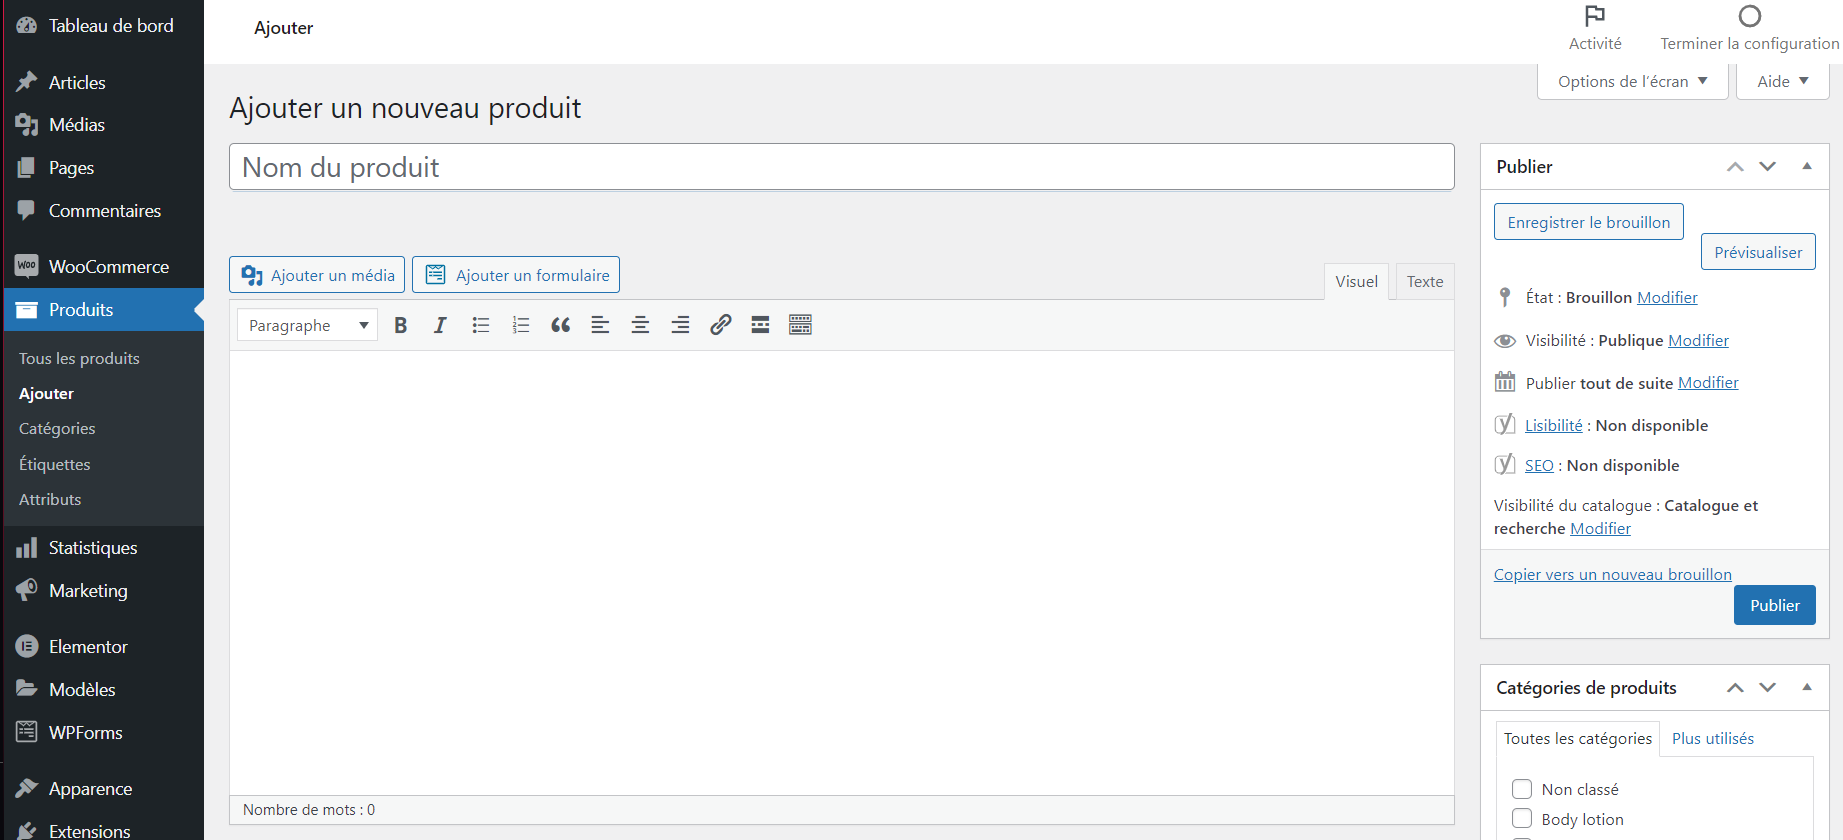 Tableau de bord
Articles
Médias
Pages
Commentaires
Woo WooCommerce
Produits
Tous les produits
Ajouter
Catégories
Étiquettes
Attributs
Statistiques
Marketing
Elementor
Modèles
WPForms
Apparence
Extensions
Ajouter
Activité
Terminer la configuration
Options de l’écran
Aide
Ajouter un nouveau produit
Nom du produit
Ajouter un média
Ajouter un formulaire
Visuel
Texte
Paragraphe
B
I
Nombre de mots : 0
Publier
Enregistrer le brouillon
Prévisualiser
État : Brouillon Modifier
Visibilité : Publique Modifier
Publier tout de suite Modifier
Lisibilité : Non disponible
SEO : Non disponible
Visibilité du catalogue : Catalogue et
recherche Modifier
Copier vers un nouveau brouillon
Publier
Catégories de produits
Toutes les catégories
Plus utilisés
Non classé
Body lotion